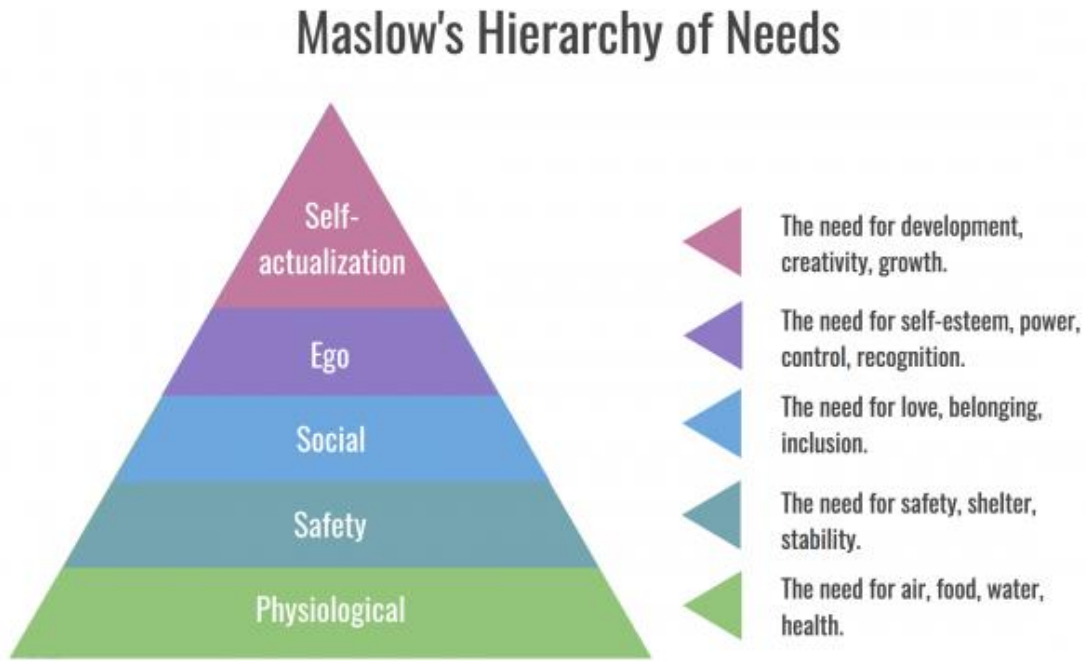 Maslow's Hierarchy of Needs
Self-
actualization
The need for development,
creativity, growth.
Ego
The need for self-esteem, power,
control, recognition.
Social
The need for love, belonging,
inclusion.
Safety
The need for safety, shelter,
stability.
Physiological
The need for air, food, water,
health.